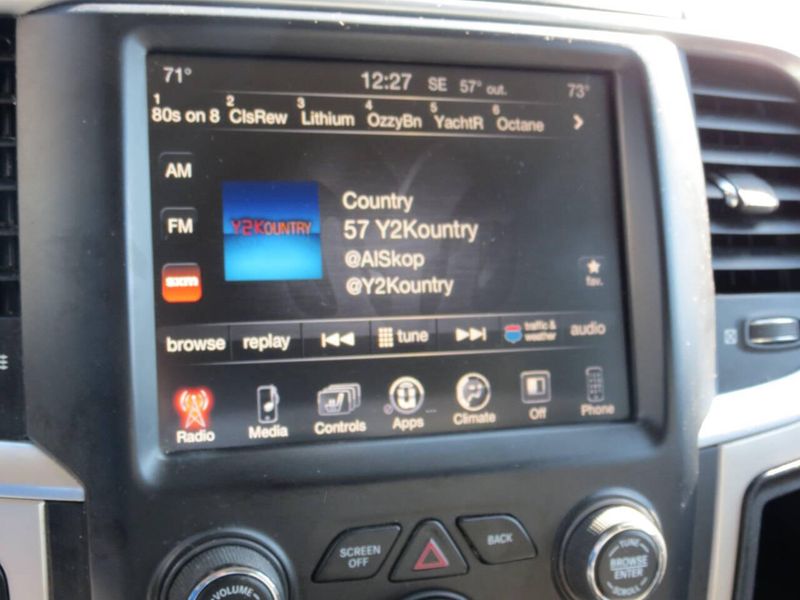 71° 12:27 SE 57° out. 73°
1 2 3 4 5 6
80s on 8 ClsRew Lithium OzzyBn YachtR Octane
AM
FM
sxm
Y2KOUNTRY
Country
57 Y2Kountry
@AlSkop
@Y2Kountry
fav.
browse replay tune traffic & weather audio
Radio Media Controls Apps Climate Off Phone
SCREEN OFF
BACK
VOLUME
TUNE
BROWSE
ENTER
SCROLL